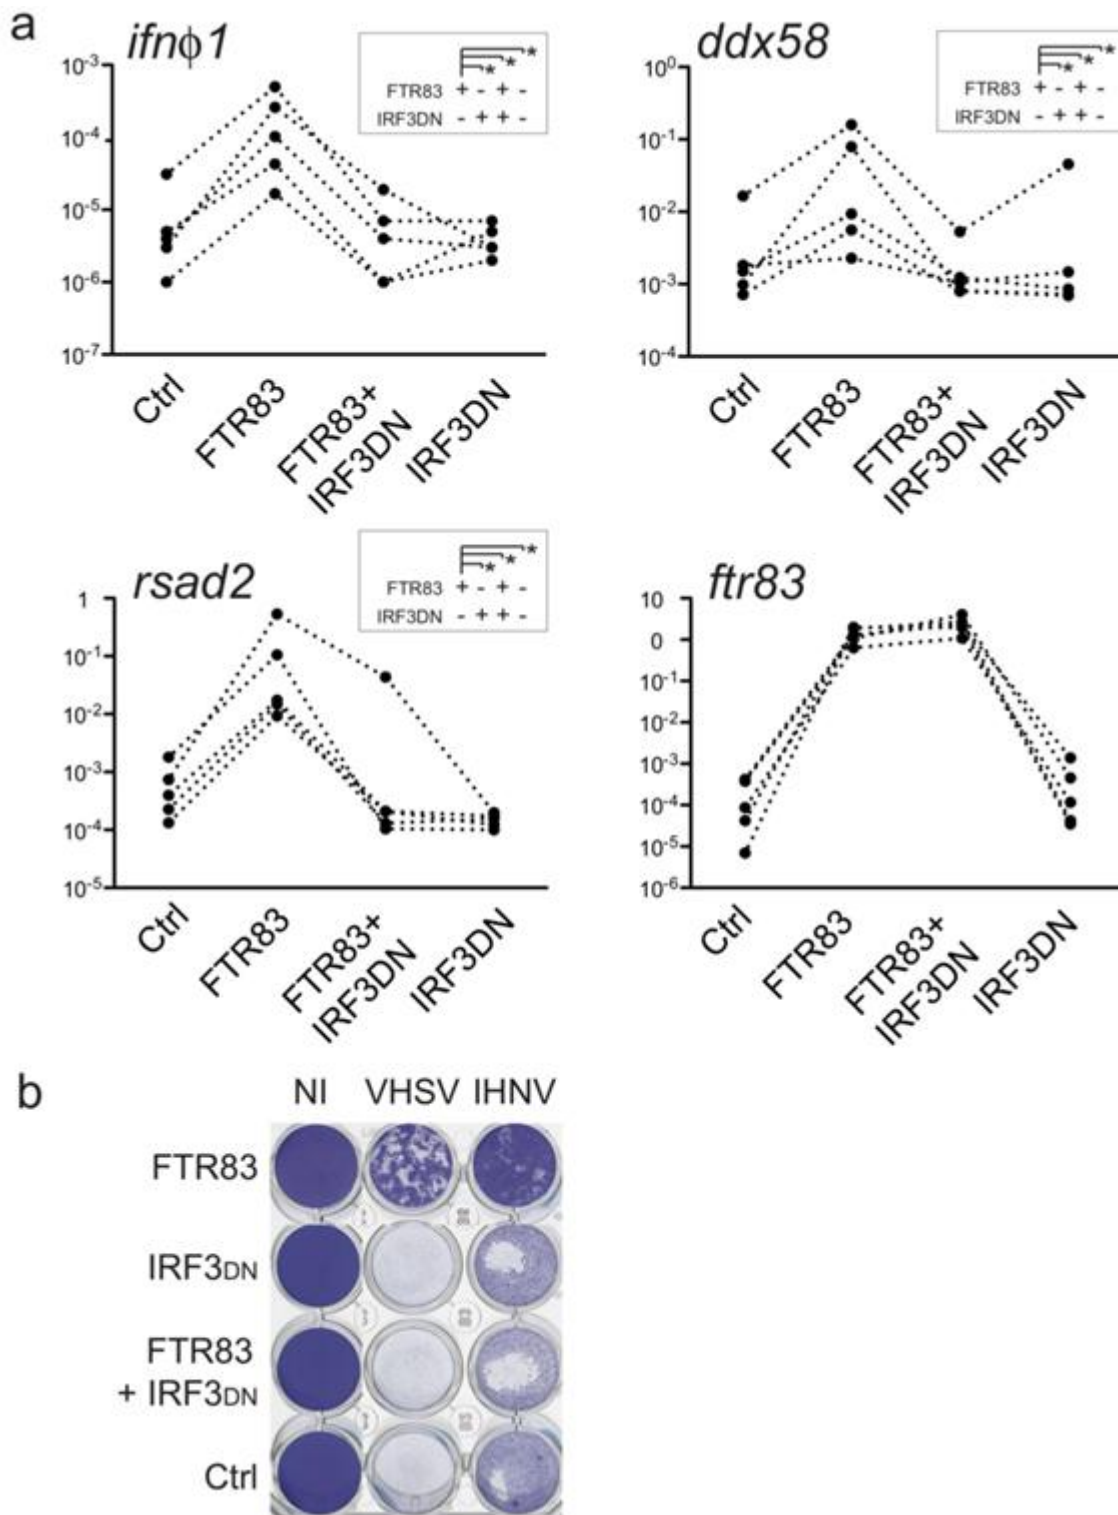 a
ifnϕ1
10⁻³
10⁻⁴
10⁻⁵
10⁻⁶
10⁻⁷
* * *
FTR83 + - + -
IRF3DN - + + -
Ctrl
FTR83
FTR83+
IRF3DN
IRF3DN
ddx58
10⁰
10⁻¹
10⁻²
10⁻³
10⁻⁴
* * *
FTR83 + - + -
IRF3DN - + + -
Ctrl
FTR83
FTR83+
IRF3DN
IRF3DN
rsad2
1
10⁻¹
10⁻²
10⁻³
10⁻⁴
10⁻⁵
* * *
FTR83 + - + -
IRF3DN - + + -
Ctrl
FTR83
FTR83+
IRF3DN
IRF3DN
ftr83
10
0
10⁻¹
10⁻²
10⁻³
10⁻⁴
10⁻⁵
10⁻⁶
Ctrl
FTR83
FTR83+
IRF3DN
IRF3DN
b
NI VHSV IHNV
FTR83
IRF3DN
FTR83
+ IRF3DN
Ctrl